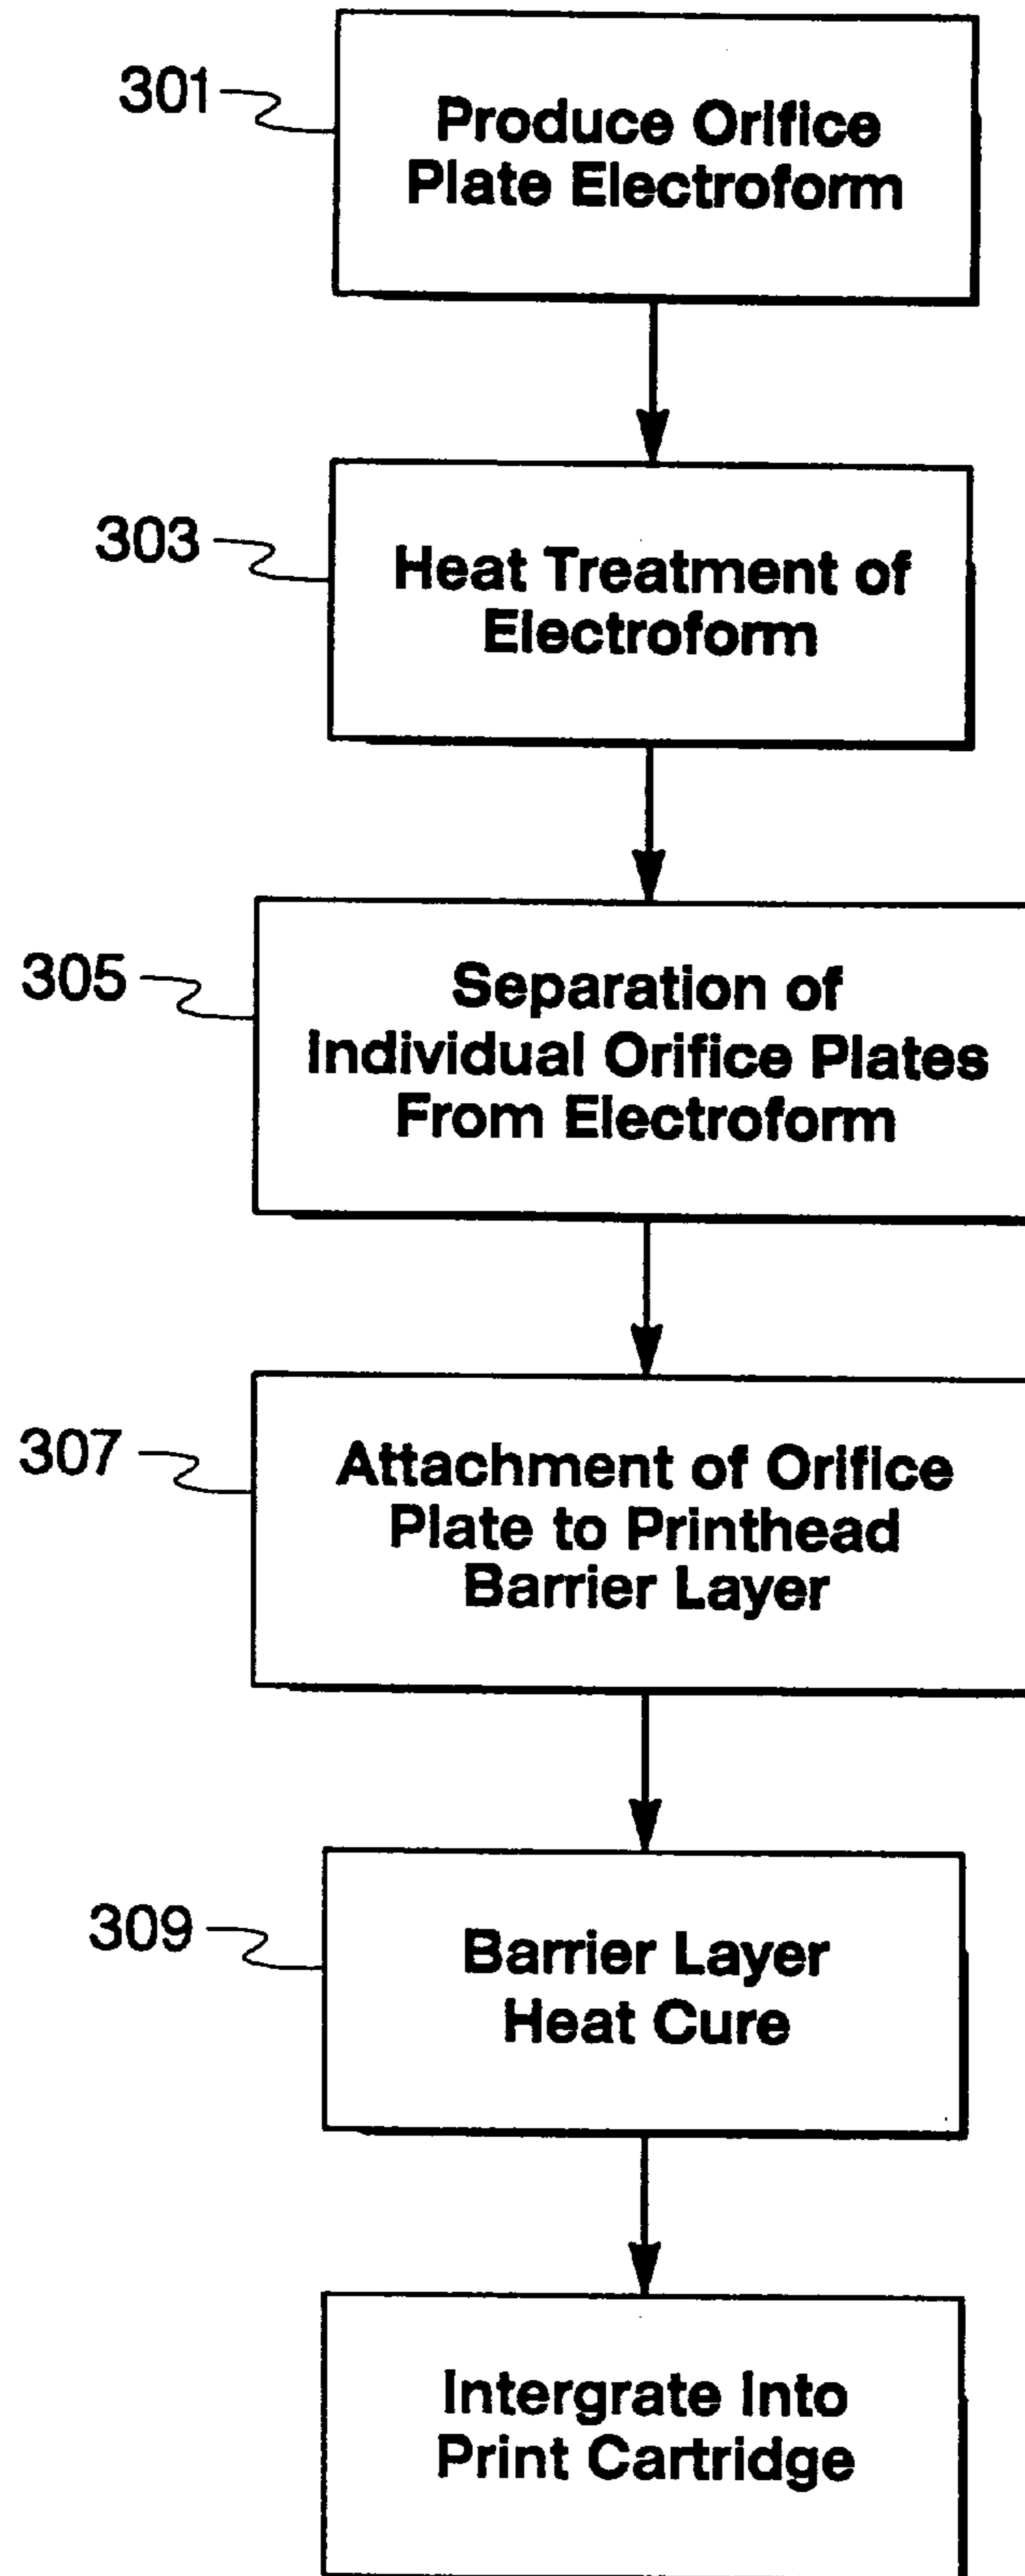 301
Produce Orifice
Plate Electroform
303
Heat Treatment of
Electroform
305
Separation of
Individual Orifice Plates
From Electroform
307
Attachment of Orifice
Plate to Printhead
Barrier Layer
309
Barrier Layer
Heat Cure
Intergrate Into
Print Cartridge